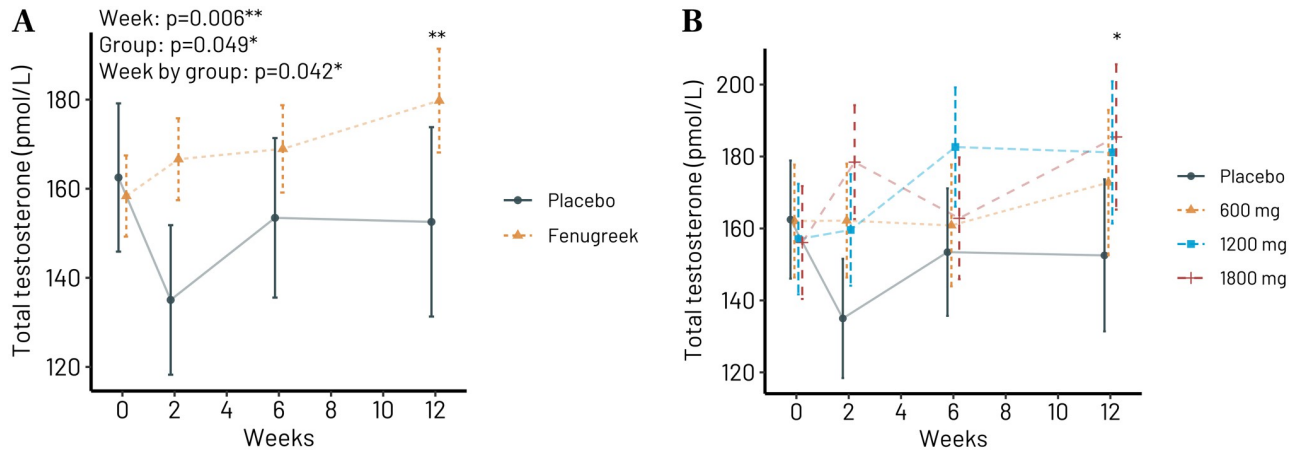 A
Week: p=0.006**
Group: p=0.049*
Week by group: p=0.042*
**
Total testosterone (pmol/L)
180
160
140
120
0 2 4 6 8 10 12
Weeks
Placebo
Fenugreek
B
*
Total testosterone (pmol/L)
200
180
160
140
120
0 2 4 6 8 10 12
Weeks
Placebo
600 mg
1200 mg
1800 mg